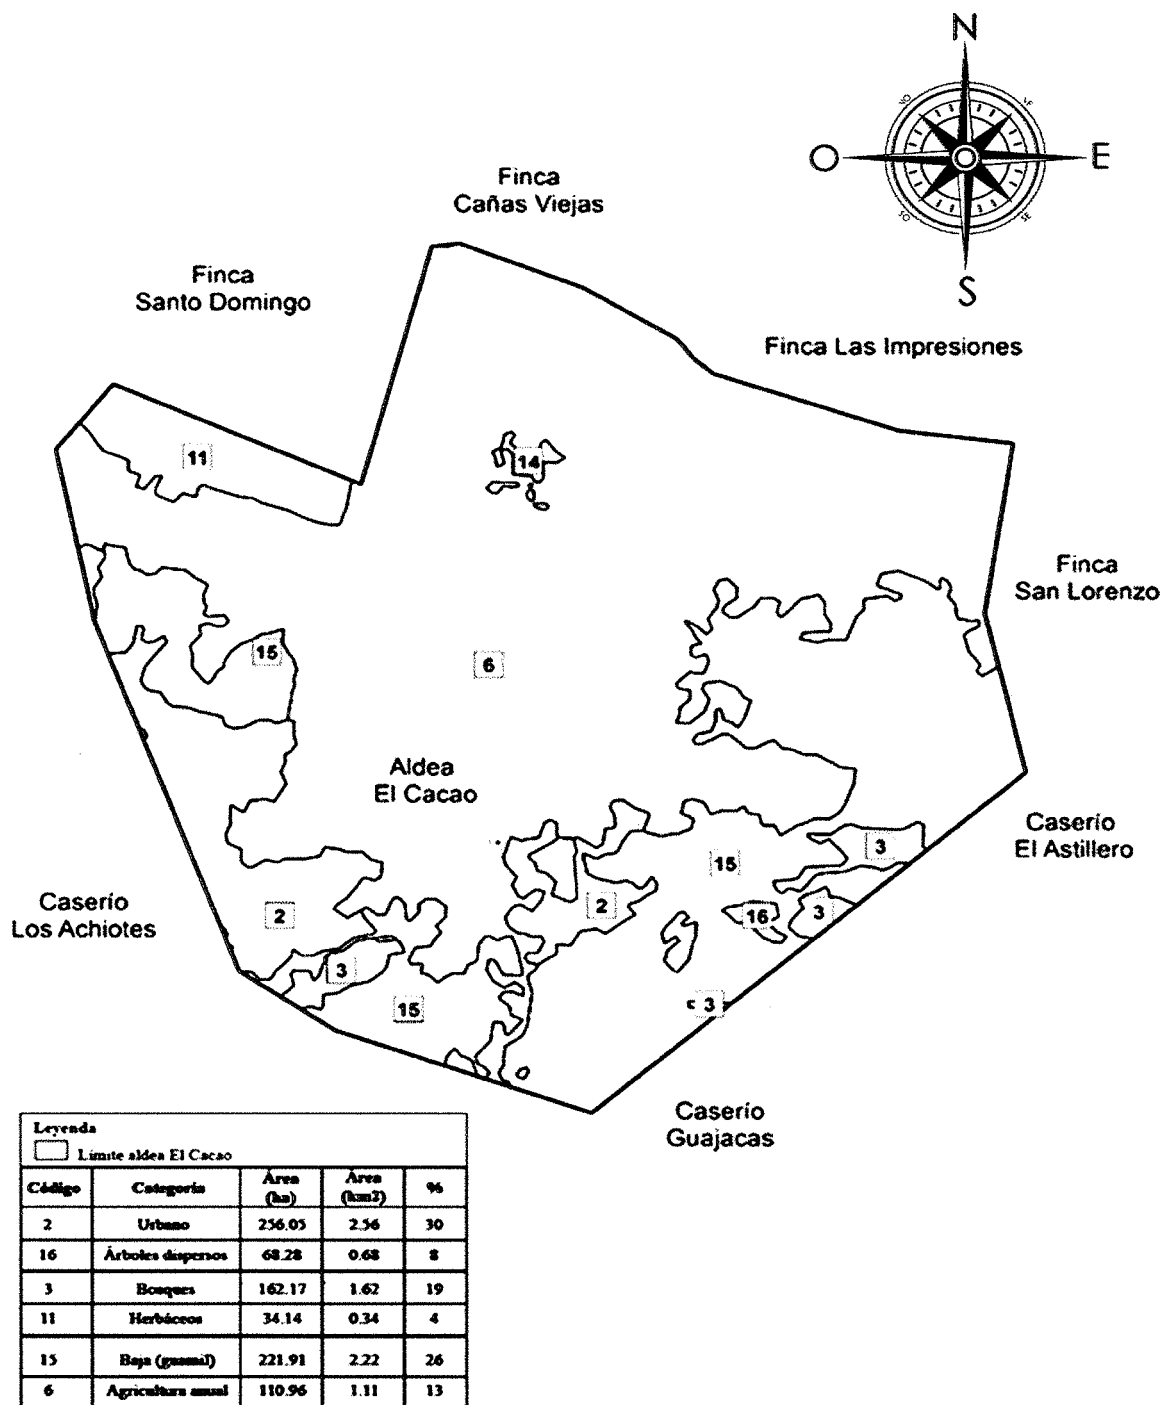 N
NO
NE
O
E
SO
SE
S
Finca
Cañas Viejas
Finca
Santo Domingo
Finca Las Impresiones
11
14
Finca
San Lorenzo
15
6
Aldea
El Cacao
Caserío
El Astillero
3
15
2
16
3
Caserío
Los Achiotes
2
3
15
3
Caserío
Guajacas
Leyenda
Límite aldea El Cacao
Código Categoría Área (ha) Área (km2) %
2 Urbano 256.05 2.56 30
16 Árboles dispersos 68.28 0.68 8
3 Bosques 162.17 1.62 19
11 Herbáceos 34.14 0.34 4
15 Baja (guamil) 221.91 2.22 26
6 Agricultura anual 110.96 1.11 13